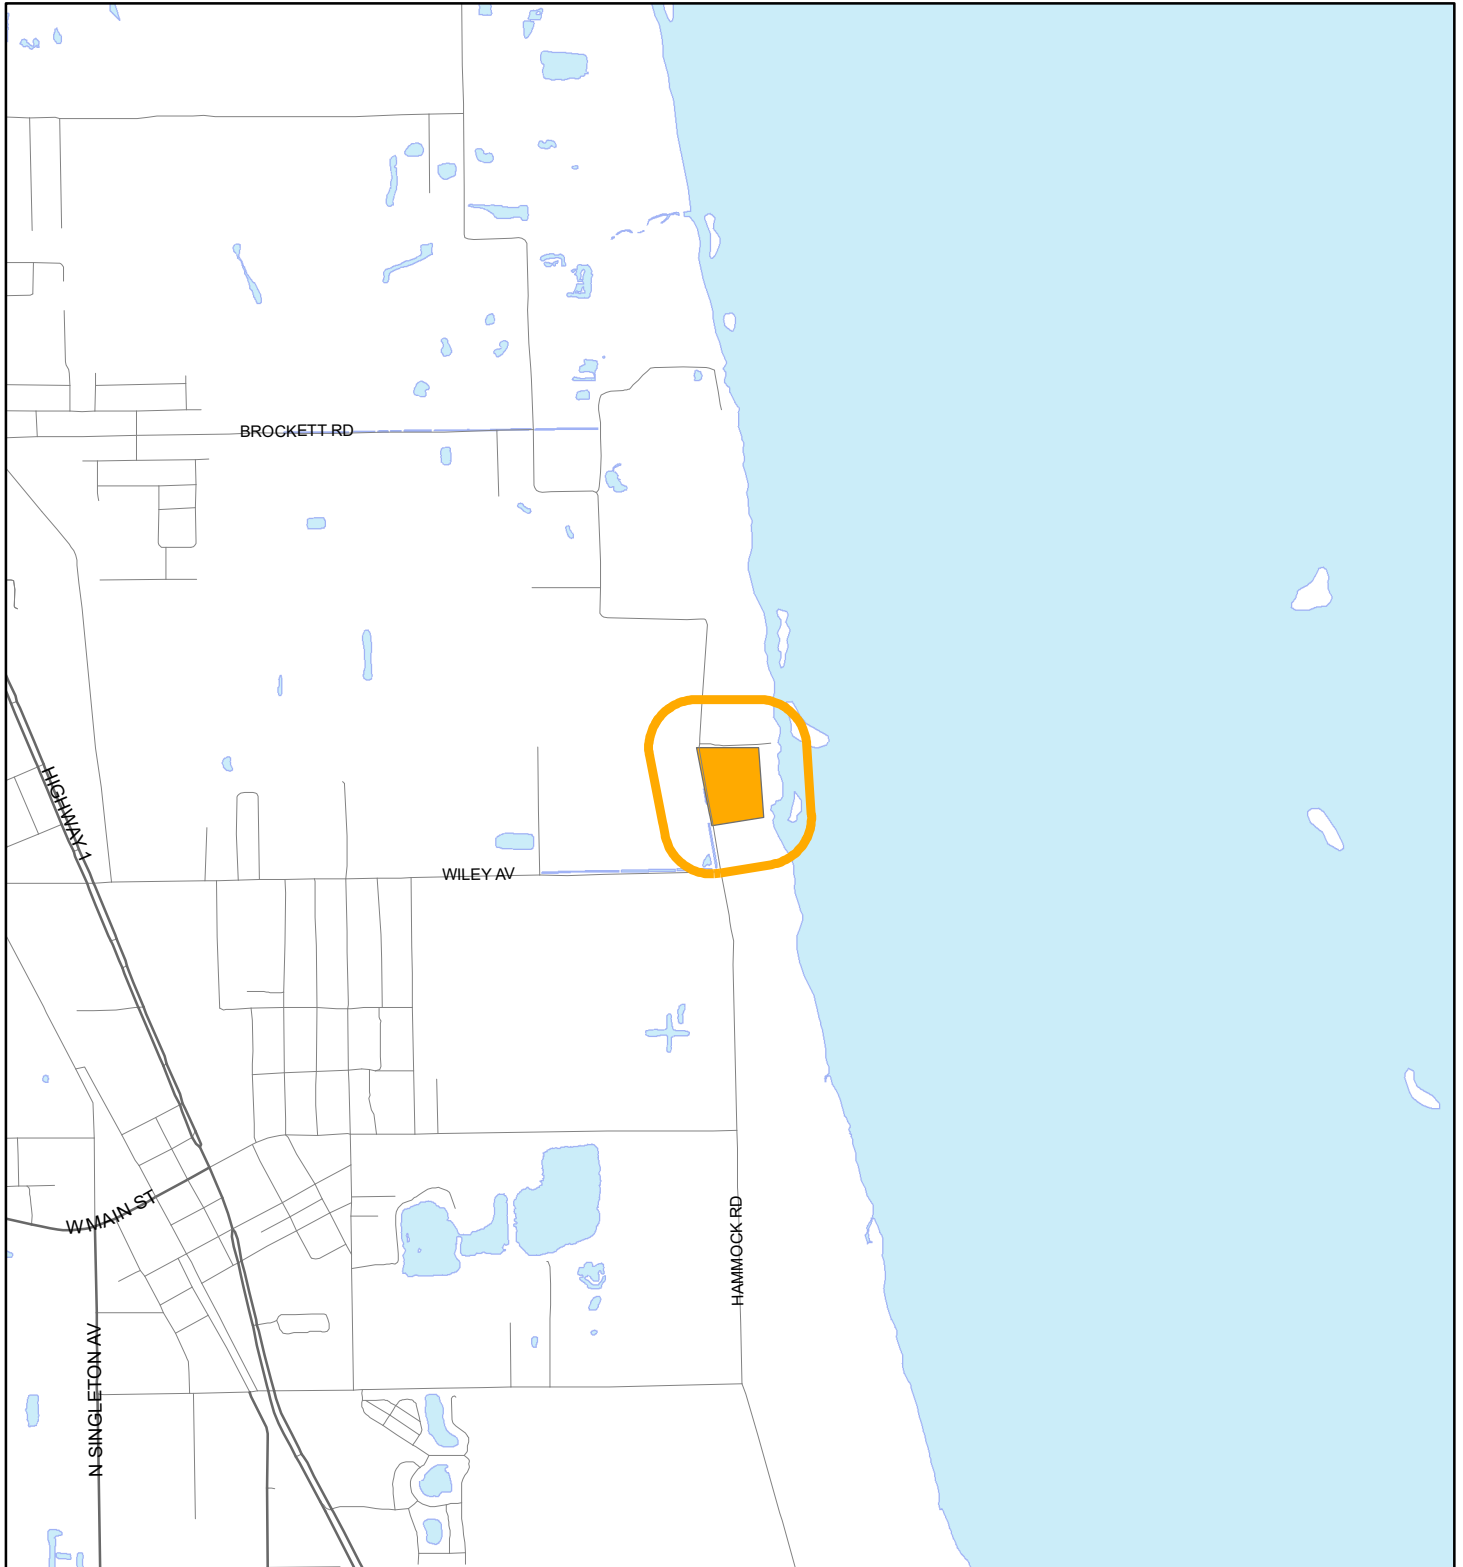 BROCKETT RD
HIGHWAY 1
WILEY AV
W MAIN ST
HAMMOCK RD
N SINGLETON AV